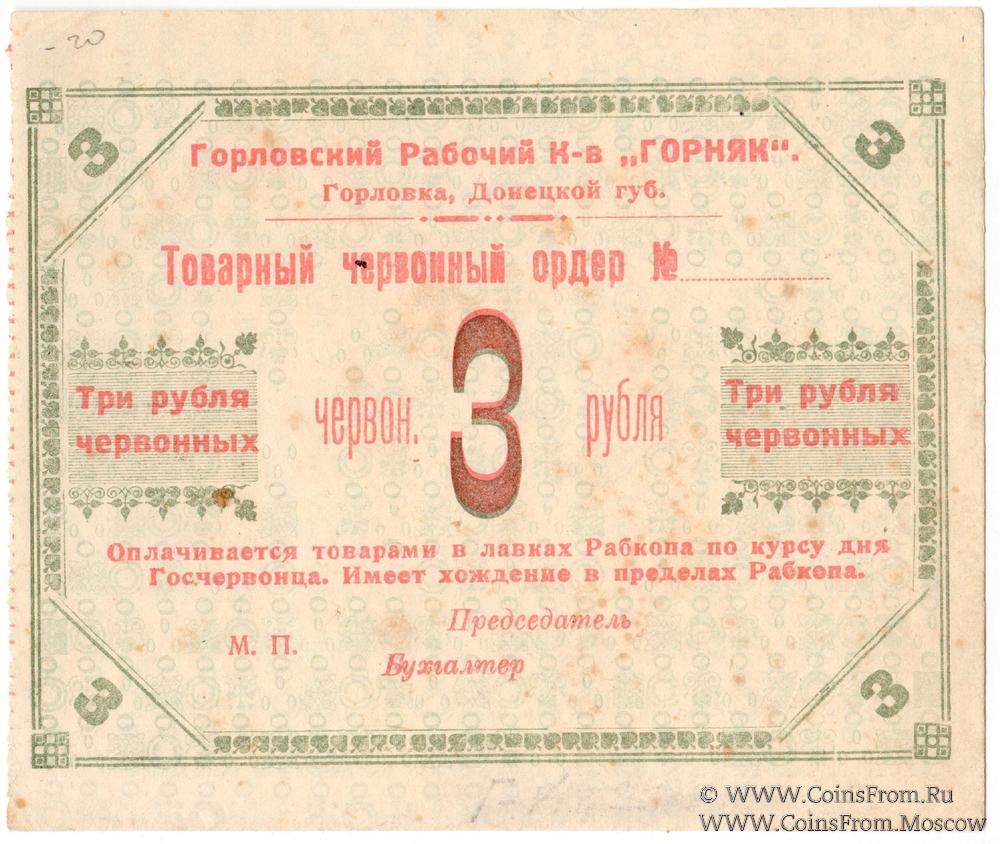 - 20
3 3
Горловский Рабочий К-в „ГОРНЯК“.
Горловка, Донецкой губ.
Товарный червонный ордер №
Три рубля
червонных
червон. 3 рубля
Три рубля
червонных
Оплачивается товарами в лавках Рабкопа по курсу дня
Госчервонца. Имеет хождение в пределах Рабкопа.
Председатель
М. П.
Бухгалтер
3 3
© WWW.CoinsFrom.Ru
WWW.CoinsFrom.Moscow